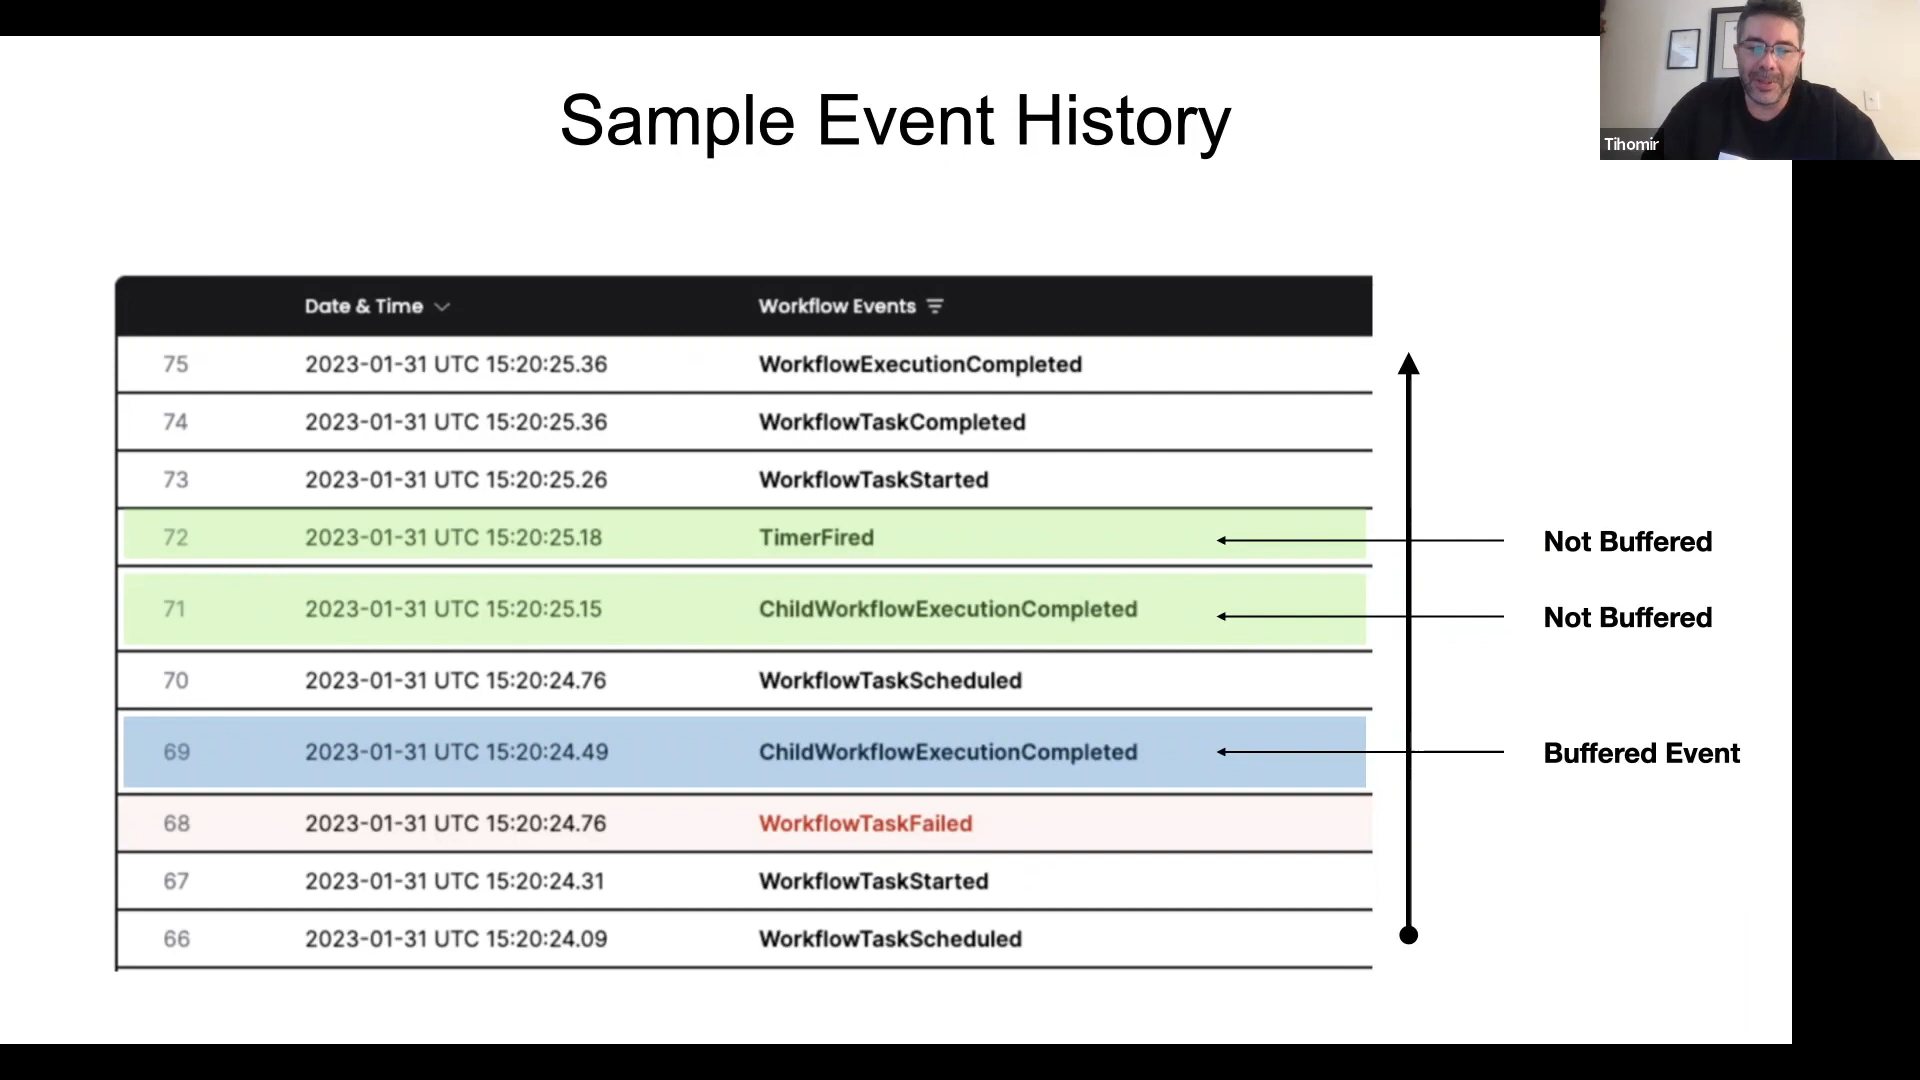 Sample Event History
Tihomir
Date & Time Workflow Events
75 2023-01-31 UTC 15:20:25.36 WorkflowExecutionCompleted
74 2023-01-31 UTC 15:20:25.36 WorkflowTaskCompleted
73 2023-01-31 UTC 15:20:25.26 WorkflowTaskStarted
72 2023-01-31 UTC 15:20:25.18 TimerFired Not Buffered
71 2023-01-31 UTC 15:20:25.15 ChildWorkflowExecutionCompleted Not Buffered
70 2023-01-31 UTC 15:20:24.76 WorkflowTaskScheduled
69 2023-01-31 UTC 15:20:24.49 ChildWorkflowExecutionCompleted Buffered Event
68 2023-01-31 UTC 15:20:24.76 WorkflowTaskFailed
67 2023-01-31 UTC 15:20:24.31 WorkflowTaskStarted
66 2023-01-31 UTC 15:20:24.09 WorkflowTaskScheduled